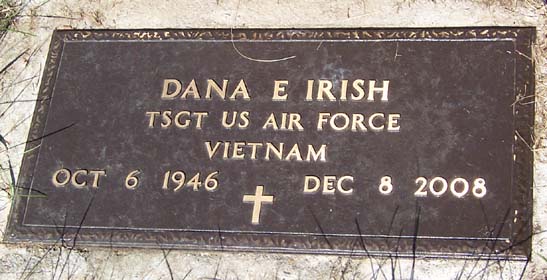 DANA E IRISH
TSGT US AIR FORCE
VIETNAM
OCT 6 1946 DEC 8 2008